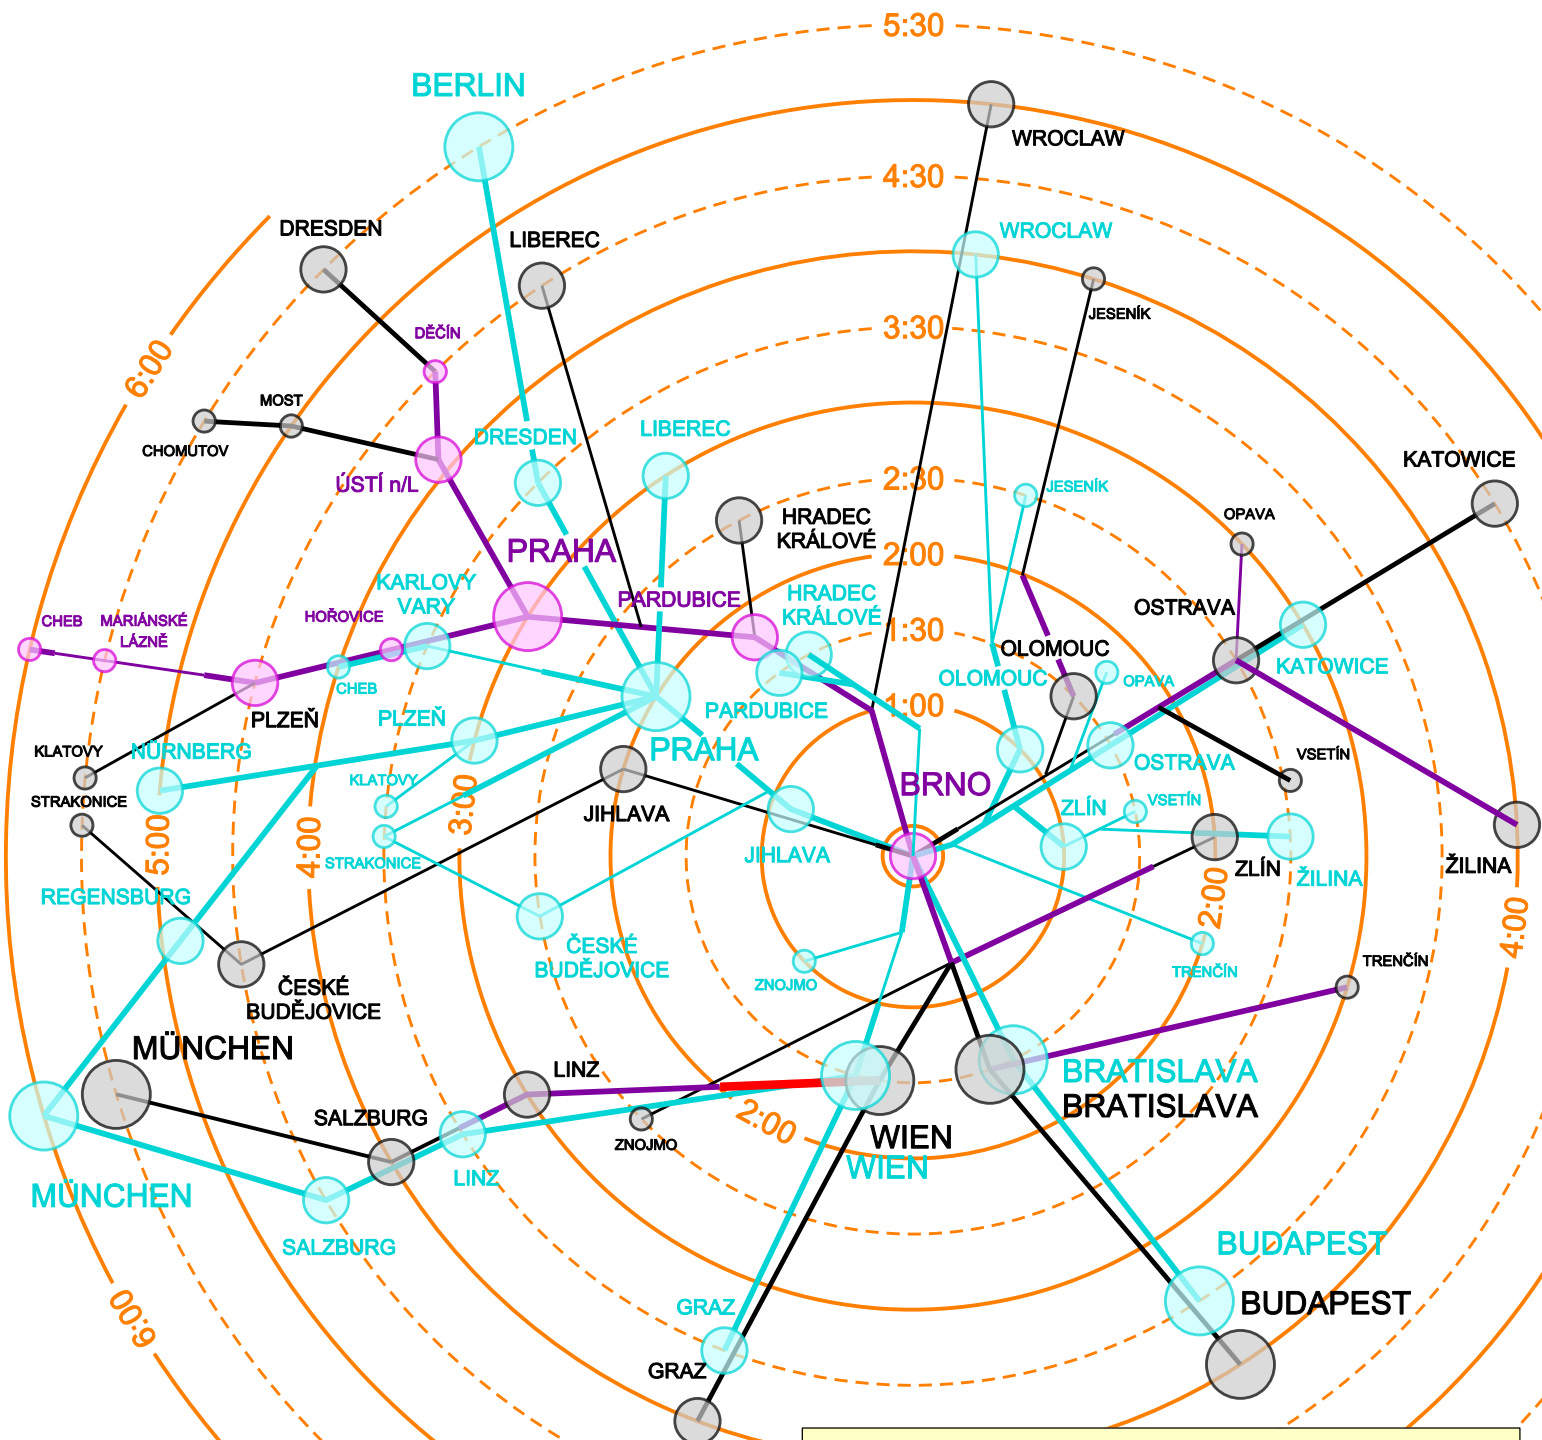 5:30
BERLIN
WROCLAW
4:30
DRESDEN
LIBEREC
WROCLAW
JESENÍK
3:30
DĚČÍN
6:00
MOST
CHOMUTOV
DRESDEN
LIBEREC
KATOWICE
ÚSTÍ n/L
2:30
JESENÍK
HRADEC
KRÁLOVÉ
OPAVA
PRAHA
2:00
KARLOVY
VARY
PARDUBICE
HRADEC
KRÁLOVÉ
OSTRAVA
CHEB
MARIÁNSKÉ
LÁZNĚ
HOŘOVICE
1:30
OLOMOUC
KATOWICE
CHEB
OLOMOUC
OPAVA
PLZEŇ
PLZEŇ
PARDUBICE
1:00
KLATOVY
NÜRNBERG
PRAHA
VSETÍN
OSTRAVA
STRAKONICE
KLATOVY
3:00
JIHLAVA
BRNO
ZLÍN
VSETÍN
5:00
4:00
STRAKONICE
JIHLAVA
ZLÍN
ŽILINA
ŽILINA
REGENSBURG
2:00
4:00
ČESKÉ
BUDĚJOVICE
TRENČÍN
TRENČÍN
ČESKÉ
BUDĚJOVICE
ZNOJMO
MÜNCHEN
LINZ
BRATISLAVA
BRATISLAVA
SALZBURG
2:00
WIEN
ZNOJMO
WIEN
LINZ
MÜNCHEN
SALZBURG
BUDAPEST
6:00
GRAZ
BUDAPEST
GRAZ